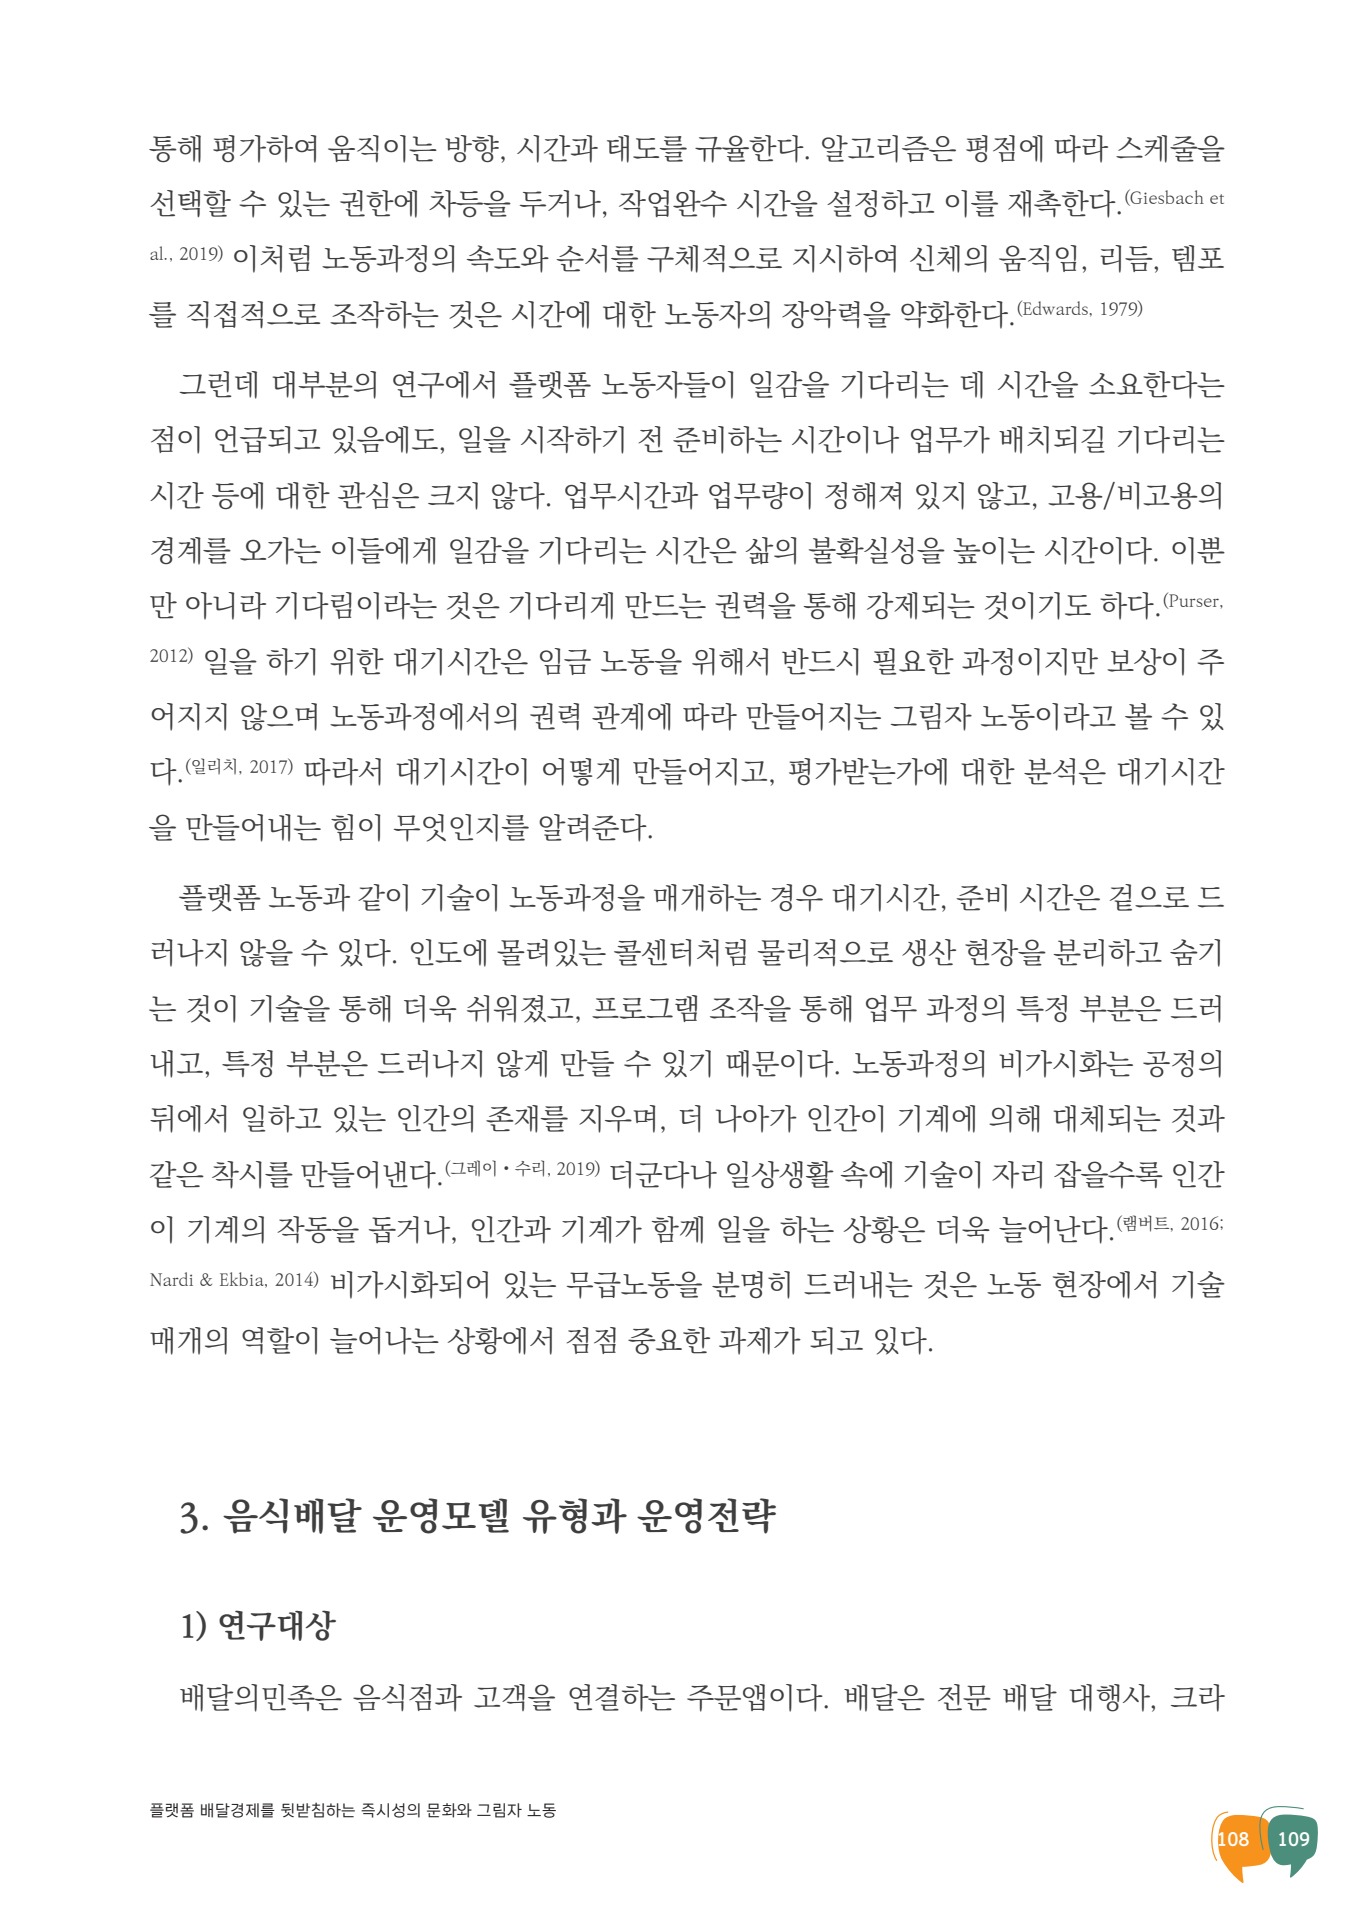 통해 평가하여 움직이는 방향, 시간과 태도를 규율한다. 알고리즘은 평점에 따라 스케줄을
선택할 수 있는 권한에 차등을 두거나, 작업완수 시간을 설정하고 이를 재촉한다.(Giesbach et
al., 2019) 이처럼 노동과정의 속도와 순서를 구체적으로 지시하여 신체의 움직임, 리듬, 템포
를 직접적으로 조작하는 것은 시간에 대한 노동자의 장악력을 약화한다.(Edwards, 1979)
그런데 대부분의 연구에서 플랫폼 노동자들이 일감을 기다리는 데 시간을 소요한다는
점이 언급되고 있음에도, 일을 시작하기 전 준비하는 시간이나 업무가 배치되길 기다리는
시간 등에 대한 관심은 크지 않다. 업무시간과 업무량이 정해져 있지 않고, 고용/비고용의
경계를 오가는 이들에게 일감을 기다리는 시간은 삶의 불확실성을 높이는 시간이다. 이뿐
만 아니라 기다림이라는 것은 기다리게 만드는 권력을 통해 강제되는 것이기도 하다.(Purser,
2012) 일을 하기 위한 대기시간은 임금 노동을 위해서 반드시 필요한 과정이지만 보상이 주
어지지 않으며 노동과정에서의 권력 관계에 따라 만들어지는 그림자 노동이라고 볼 수 있
다.(일리치, 2017) 따라서 대기시간이 어떻게 만들어지고, 평가받는가에 대한 분석은 대기시간
을 만들어내는 힘이 무엇인지를 알려준다.
플랫폼 노동과 같이 기술이 노동과정을 매개하는 경우 대기시간, 준비 시간은 겉으로 드
러나지 않을 수 있다. 인도에 몰려있는 콜센터처럼 물리적으로 생산 현장을 분리하고 숨기
는 것이 기술을 통해 더욱 쉬워졌고, 프로그램 조작을 통해 업무 과정의 특정 부분은 드러
내고, 특정 부분은 드러나지 않게 만들 수 있기 때문이다. 노동과정의 비가시화는 공정의
뒤에서 일하고 있는 인간의 존재를 지우며, 더 나아가 인간이 기계에 의해 대체되는 것과
같은 착시를 만들어낸다.(그레이•수리, 2019) 더군다나 일상생활 속에 기술이 자리 잡을수록 인간
이 기계의 작동을 돕거나, 인간과 기계가 함께 일을 하는 상황은 더욱 늘어난다.(램버트, 2016;
Nardi & Ekbia, 2014) 비가시화되어 있는 무급노동을 분명히 드러내는 것은 노동 현장에서 기술
매개의 역할이 늘어나는 상황에서 점점 중요한 과제가 되고 있다.
3. 음식배달 운영모델 유형과 운영전략
1) 연구대상
배달의민족은 음식점과 고객을 연결하는 주문앱이다. 배달은 전문 배달 대행사, 크라
플랫폼 배달경제를 뒷받침하는 즉시성의 문화와 그림자 노동
108 109